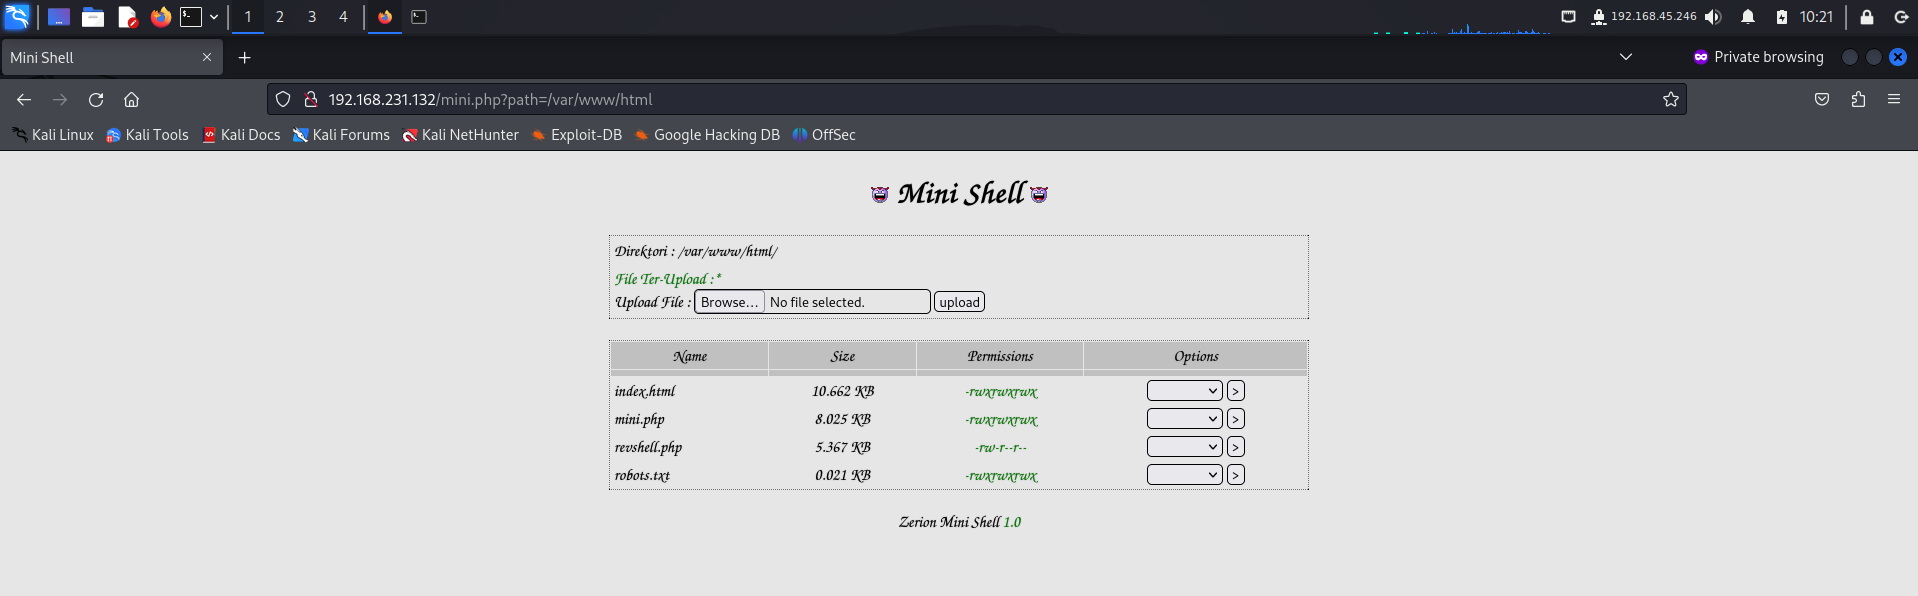 1 2 3 4 192.168.45.246 10:21
Mini Shell Private browsing
192.168.231.132/mini.php?path=/var/www/html
Kali Linux Kali Tools Kali Docs Kali Forums Kali NetHunter Exploit-DB Google Hacking DB OffSec
Mini Shell
Direktori : /var/www/html/
File Ter-Upload :*
Upload File : Browse... No file selected. upload
Name Size Permissions Options
index.html 10.662 KB -rwxrwxrwx >
mini.php 8.025 KB -rwxrwxrwx >
revshell.php 5.367 KB -rw-r--r-- >
robots.txt 0.021 KB -rwxrwxrwx >
Zerion Mini Shell 1.0